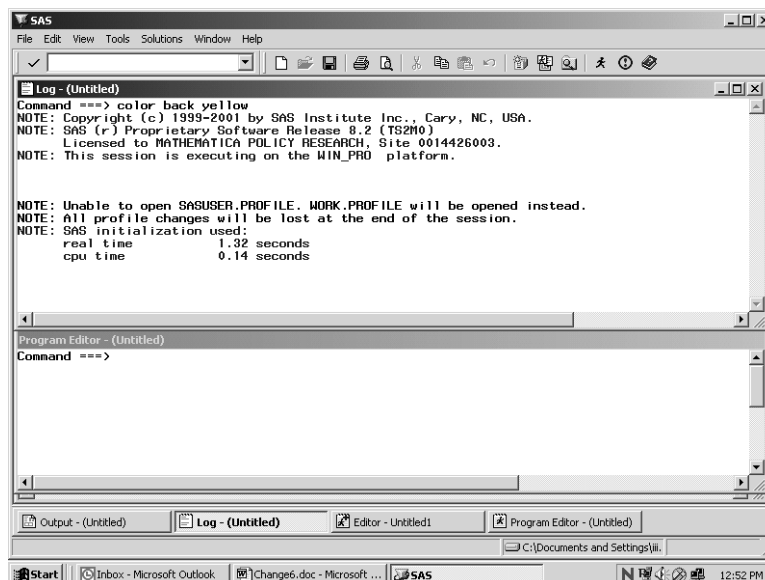 SAS
File Edit View Tools Solutions Window Help
Log - (Untitled)
Command ===> color back yellow
NOTE: Copyright (c) 1999-2001 by SAS Institute Inc., Cary, NC, USA.
NOTE: SAS (r) Proprietary Software Release 8.2 (TS2M0)
Licensed to MATHEMATICA POLICY RESEARCH, Site 0014426003.
NOTE: This session is executing on the WIN_PRO platform.
NOTE: Unable to open SASUSER.PROFILE. WORK.PROFILE will be opened instead.
NOTE: All profile changes will be lost at the end of the session.
NOTE: SAS initialization used:
real time 1.32 seconds
cpu time 0.14 seconds
Program Editor - (Untitled)
Command ===>
Output - (Untitled) Log - (Untitled) Editor - Untitled1 Program Editor - (Untitled)
C:\Documents and Settings\iii.
Start Inbox - Microsoft Outlook Change6.doc - Microsoft ... SAS N 12:52 PM